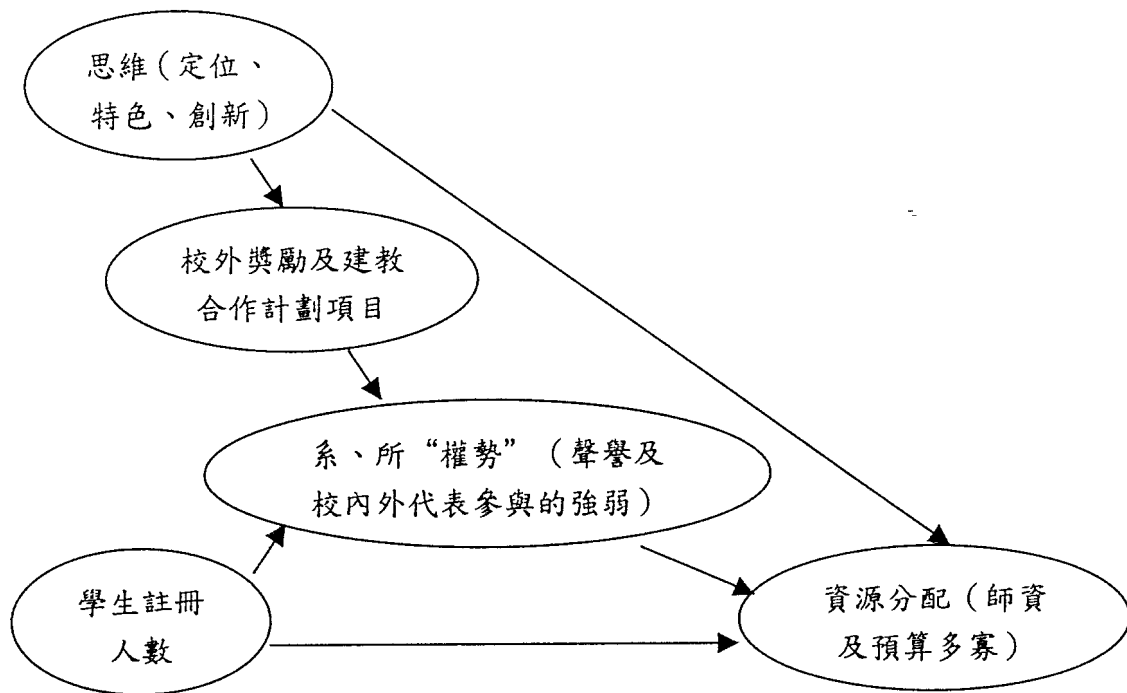 思維（定位、
特色、創新）
校外獎勵及建教
合作計劃項目
系、所“權勢”（聲譽及
校內外代表參與的強弱）
學生註冊
人數
資源分配（師資
及預算多寡）